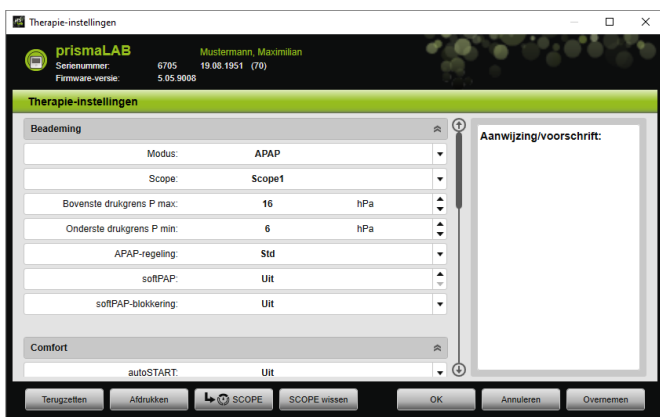 Therapie-instellingen
prismaLAB Mustermann, Maximilian
Serienummer: 6705 19.08.1951 (70)
Firmware-versie: 5.05.9008
Therapie-instellingen
Beademing
Aanwijzing/voorschrift:
Modus: APAP
Scope: Scope1
Bovenste drukgrens P max: 16 hPa
Onderste drukgrens P min: 6 hPa
APAP-regeling: Std
softPAP: Uit
softPAP-blokkering: Uit
Comfort
autoSTART: Uit
Terugzetten Afdrukken SCOPE SCOPE wissen OK Annuleren Overnemen